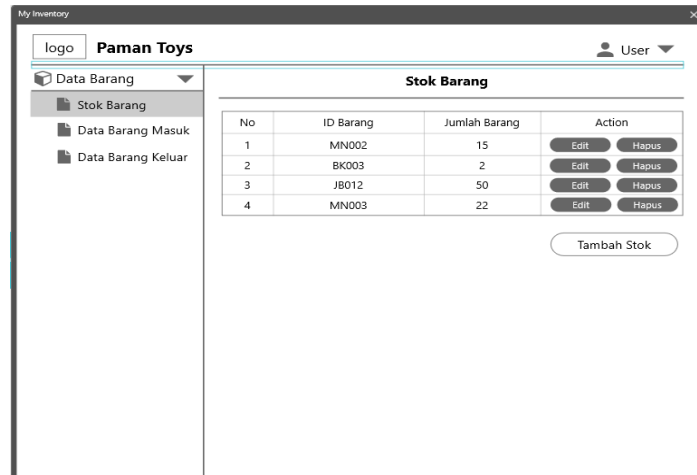 My Inventory
logo Paman Toys User
Data Barang
Stok Barang
Data Barang Masuk
Data Barang Keluar
Stok Barang
No ID Barang Jumlah Barang Action
1 MN002 15 Edit Hapus
2 BK003 2 Edit Hapus
3 JB012 50 Edit Hapus
4 MN003 22 Edit Hapus
Tambah Stok